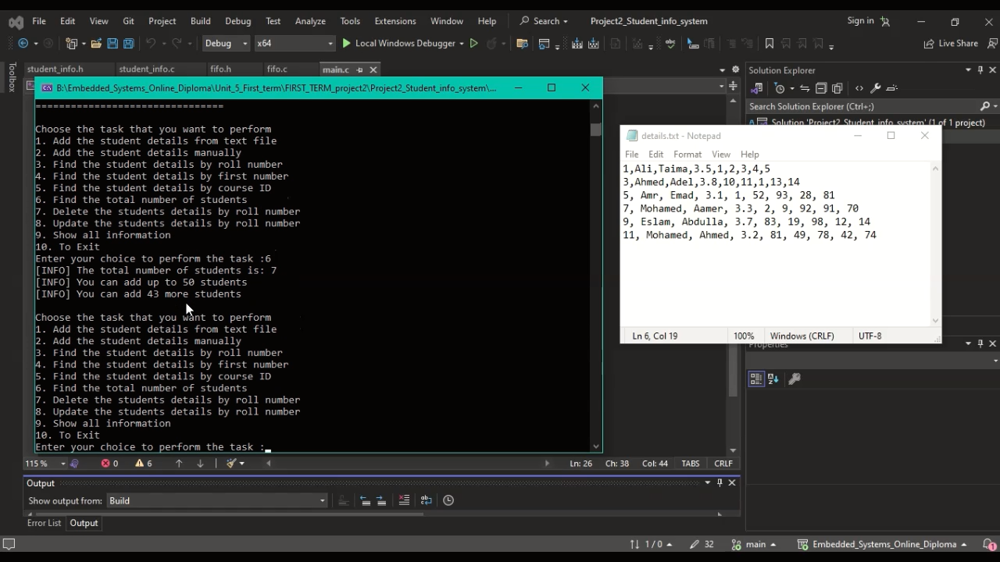 File Edit View Git Project Build Debug Test Analyze Tools Extensions Window Help Search Project2_Student_info_system Sign in
Debug x64 Local Windows Debugger Live Share
Toolbox
student_info.h student_info.c fifo.h fifo.c main.c
Solution Explorer
Search Solution Explorer (Ctrl+;)
Solution 'Project2_Student_info_system' (1 of 1 project)
B:\Embedded_Systems_Online_Diploma\Unit_5_First_term\FIRST_TERM_project2\Project2_Student_info_system\...
================================
Choose the task that you want to perform
1. Add the student details from text file
2. Add the student details manually
3. Find the student details by roll number
4. Find the student details by first number
5. Find the student details by course ID
6. Find the total number of students
7. Delete the students details by roll number
8. Update the students details by roll number
9. Show all information
10. To Exit
Enter your choice to perform the task :6
[INFO] The total number of students is: 7
[INFO] You can add up to 50 students
[INFO] You can add 43 more students
Choose the task that you want to perform
1. Add the student details from text file
2. Add the student details manually
3. Find the student details by roll number
4. Find the student details by first number
5. Find the student details by course ID
6. Find the total number of students
7. Delete the students details by roll number
8. Update the students details by roll number
9. Show all information
10. To Exit
Enter your choice to perform the task :
details.txt - Notepad
File Edit Format View Help
1,Ali,Taima,3.5,1,2,3,4,5
3,Ahmed,Adel,3.8,10,11,1,13,14
5, Amr, Emad, 3.1, 1, 52, 93, 28, 81
7, Mohamed, Aamer, 3.3, 2, 9, 92, 91, 70
9, Eslam, Abdulla, 3.7, 83, 19, 98, 12, 14
11, Mohamed, Ahmed, 3.2, 81, 49, 78, 42, 74
Ln 6, Col 19 100% Windows (CRLF) UTF-8
Properties
115 % 0 6 Ln: 26 Ch: 38 Col: 44 TABS CRLF
Output
Show output from: Build
Error List Output
1 / 0 32 main Embedded_Systems_Online_Diploma 1